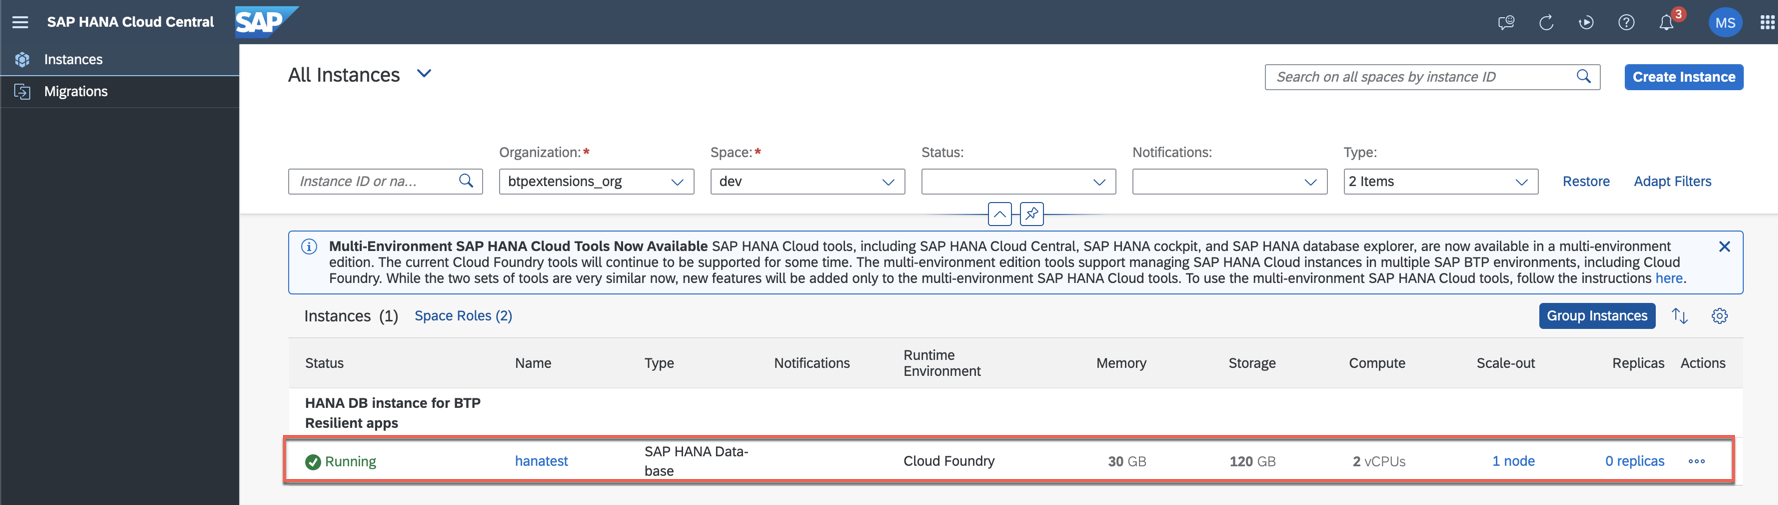 SAP HANA Cloud Central
SAP
3
MS
Instances
Migrations
All Instances
Search on all spaces by instance ID
Create Instance
Organization:*
Space:*
Status:
Notifications:
Type:
Instance ID or na...
btpextensions_org
dev
2 Items
Restore
Adapt Filters
Multi-Environment SAP HANA Cloud Tools Now Available SAP HANA Cloud tools, including SAP HANA Cloud Central, SAP HANA cockpit, and SAP HANA database explorer, are now available in a multi-environment
edition. The current Cloud Foundry tools will continue to be supported for some time. The multi-environment edition tools support managing SAP HANA Cloud instances in multiple SAP BTP environments, including Cloud
Foundry. While the two sets of tools are very similar now, new features will be added only to the multi-environment SAP HANA Cloud tools. To use the multi-environment SAP HANA Cloud tools, follow the instructions here.
Instances (1)
Space Roles (2)
Group Instances
Status
Name
Type
Notifications
Runtime
Environment
Memory
Storage
Compute
Scale-out
Replicas
Actions
HANA DB instance for BTP
Resilient apps
Running
hanatest
SAP HANA Data-
base
Cloud Foundry
30 GB
120 GB
2 vCPUs
1 node
0 replicas